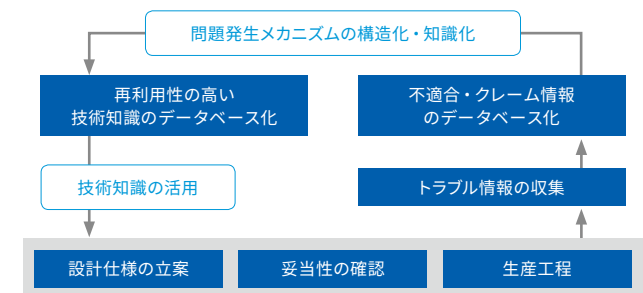 問題発生メカニズムの構造化・知識化
再利用性の高い
技術知識のデータベース化
不適合・クレーム情報
のデータベース化
技術知識の活用
トラブル情報の収集
設計仕様の立案
妥当性の確認
生産工程